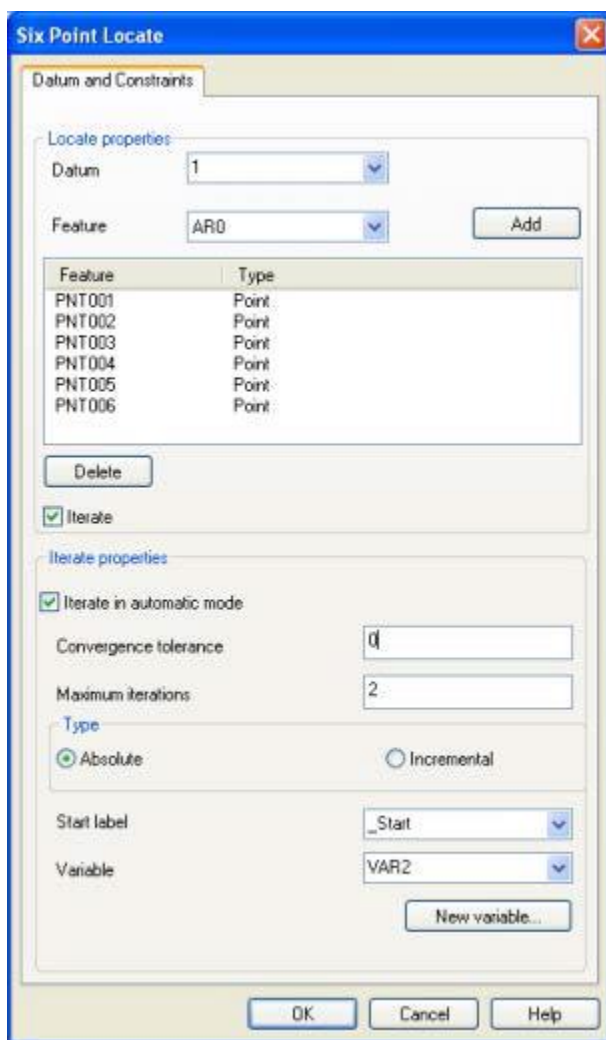 Six Point Locate
Datum and Constraints
Locate properties
Datum 1
Feature AR0 Add
Feature Type
PNT001 Point
PNT002 Point
PNT003 Point
PNT004 Point
PNT005 Point
PNT006 Point
Delete
Iterate
Iterate properties
Iterate in automatic mode
Convergence tolerance 0
Maximum iterations 2
Type
Absolute Incremental
Start label _Start
Variable VAR2
New variable...
OK Cancel Help